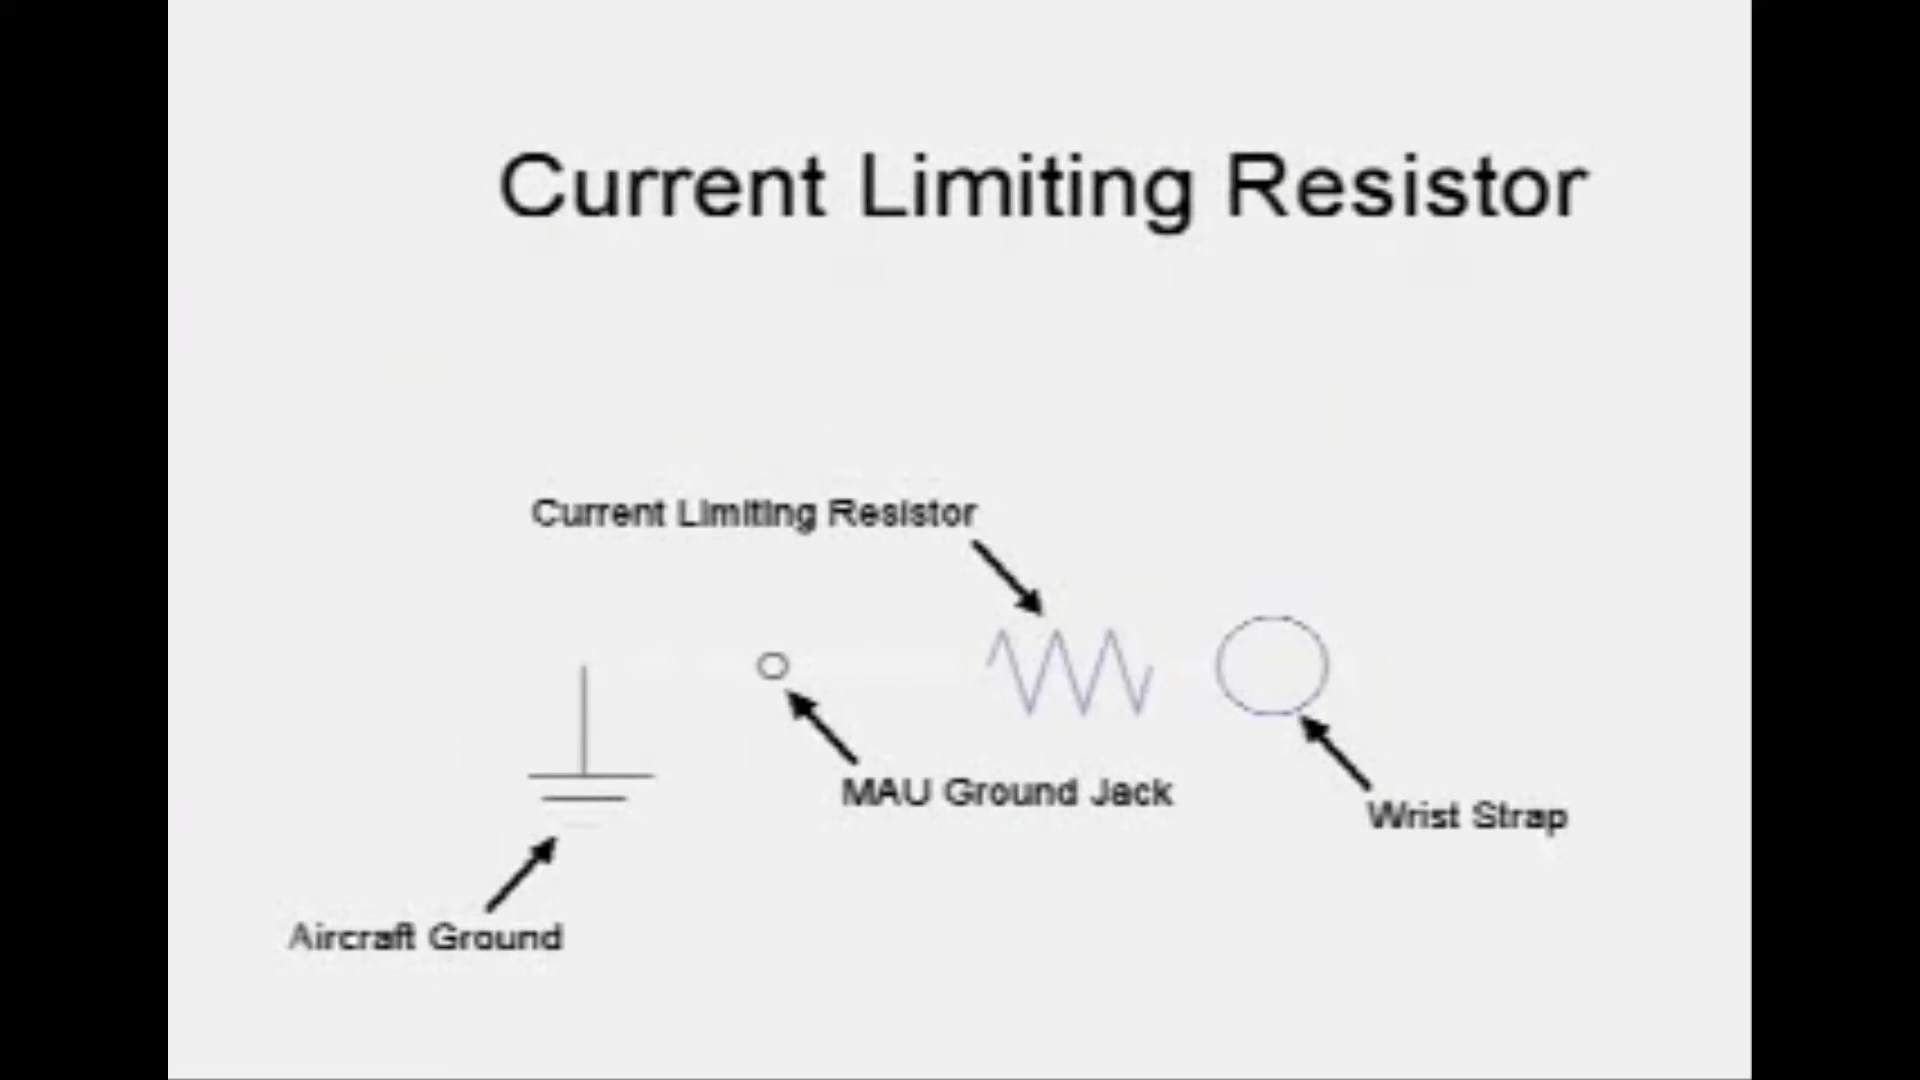 Current Limiting Resistor
Current Limiting Resistor
MAU Ground Jack
Wrist Strap
Aircraft Ground